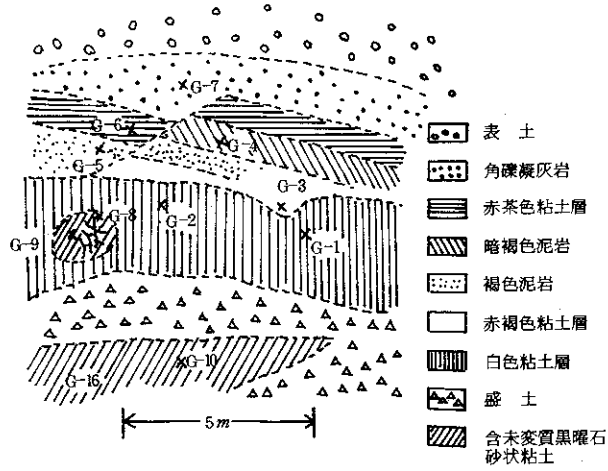 G-7
G-6
G-4
G-5
G-3
G-8
G-2
G-9
G-1
G-10
G-16
5m
表 土
角礫凝灰岩
赤茶色粘土層
暗褐色泥岩
褐色泥岩
赤褐色粘土層
白色粘土層
盛 土
含未変質黒曜石
砂状粘土